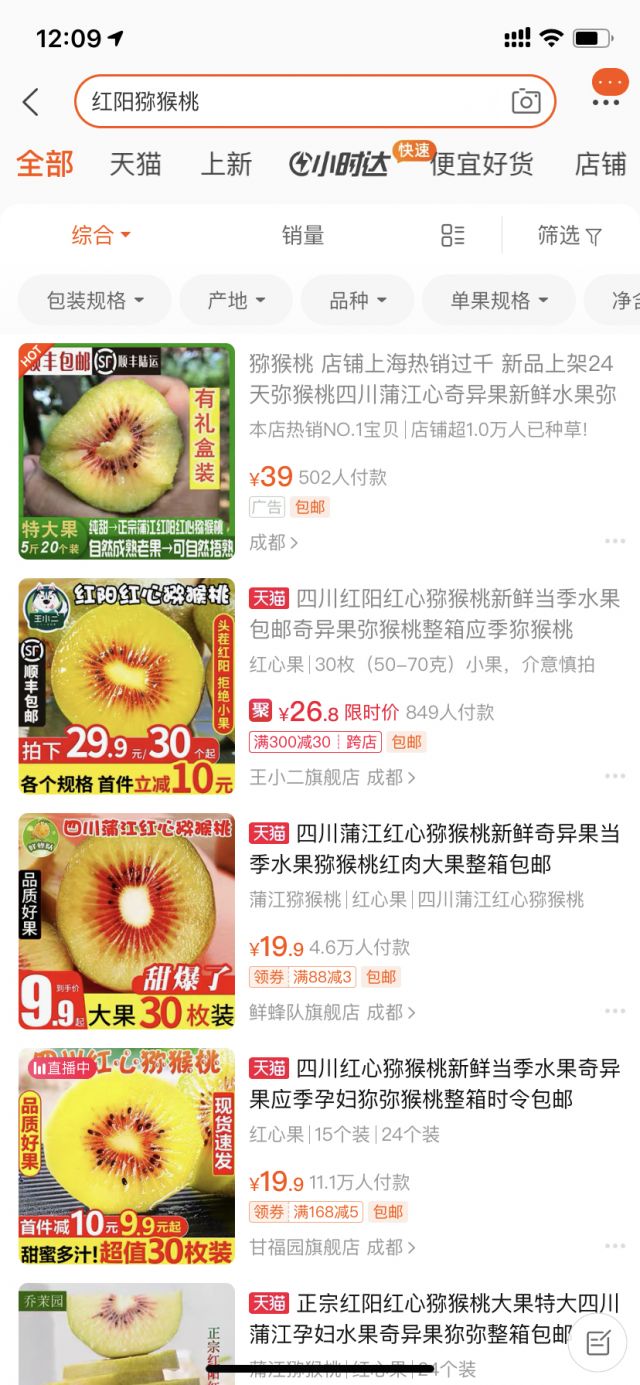 12:09
红阳猕猴桃
全部 天猫 上新 小时达 快速 便宜好货 店铺
综合 销量 筛选
包装规格 产地 品种 单果规格 净含
HOT
顺丰包邮 SF 顺丰陆运
有礼盒装
特大果
5斤20个装
纯甜→正宗蒲江红阳红心猕猴桃
自然成熟老果→可自然捂熟
猕猴桃 店铺上海热销过千 新品上架24
天弥猴桃四川蒲江心奇异果新鲜水果弥
本店热销NO.1宝贝|店铺超1.0万人已种草!
¥39 502人付款
广告 包邮
成都
红阳红心猕猴桃
王小二
SF
顺丰包邮
头茬红阳 拒绝小果
拍下29.9元/30个起
各个规格 首件立减10元
天猫 四川红阳红心猕猴桃新鲜当季水果
包邮奇异果弥猴桃整箱应季狝猴桃
红心果|30枚（50-70克）小果，介意慎拍
聚 ¥26.8 限时价 849人付款
满300减30 跨店 包邮
王小二旗舰店 成都
四川蒲江红心猕猴桃
鲜蜂队
品质好果
甜爆了
9.9起 到手价
大果30枚装
天猫 四川蒲江红心猕猴桃新鲜奇异果当
季水果猕猴桃红肉大果整箱包邮
蒲江猕猴桃|红心果|四川蒲江红心猕猴桃
¥19.9 4.6万人付款
领券 满88减3 包邮
鲜蜂队旗舰店 成都
四川红心猕猴桃
直播中
品质好果
现货速发
首件减10元9.9元起
甜蜜多汁!超值30枚装
天猫 四川红心猕猴桃新鲜当季水果奇异
果应季孕妇狝弥猴桃整箱时令包邮
红心果|15个装|24个装
¥19.9 11.1万人付款
领券 满168减5 包邮
甘福园旗舰店 成都
乔茉园
正宗红阳
天猫 正宗红阳红心猕猴桃大果特大四川
蒲江孕妇水果奇异果狝弥整箱包邮
蒲江猕猴桃|红心果|24个装